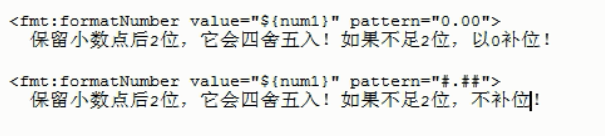 <fmt:formatNumber value="${num1}" pattern="0.00">
保留小数点后2位，它会四舍五入！如果不足2位，以0补位！
<fmt:formatNumber value="${num1}" pattern="#.##">
保留小数点后2位，它会四舍五入！如果不足2位，不补位！